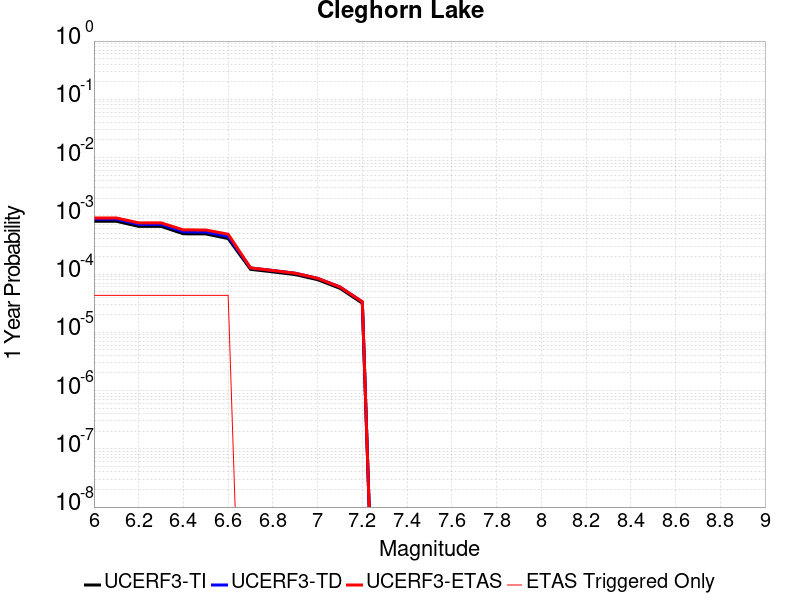 Cleghorn Lake
10^0
10^-1
10^-2
10^-3
10^-4
10^-5
10^-6
10^-7
10^-8
1 Year Probability
6 6.2 6.4 6.6 6.8 7 7.2 7.4 7.6 7.8 8 8.2 8.4 8.6 8.8 9
Magnitude
UCERF3-TI UCERF3-TD UCERF3-ETAS ETAS Triggered Only